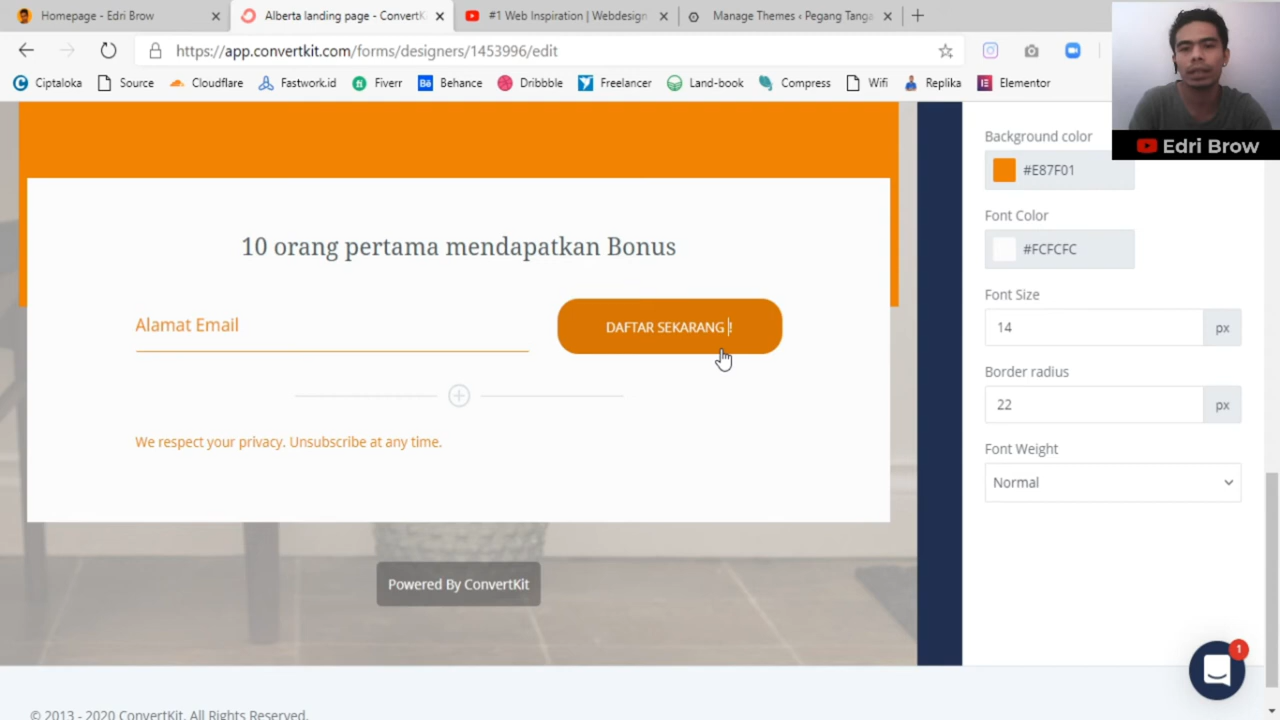 Homepage - Edri Brow
Alberta landing page - ConvertK
#1 Web Inspiration | Webdesign
Manage Themes ‹ Pegang Tanga
https://app.convertkit.com/forms/designers/1453996/edit
Ciptaloka
Source
Cloudflare
Fastwork.id
Fiverr
Behance
Dribbble
Freelancer
Land-book
Compress
Wifi
Replika
Elementor
Edri Brow
Background color
#E87F01
Font Color
#FCFCFC
Font Size
14
px
Border radius
22
px
Font Weight
Normal
10 orang pertama mendapatkan Bonus
Alamat Email
DAFTAR SEKARANG !
We respect your privacy. Unsubscribe at any time.
Powered By ConvertKit
1
© 2013 - 2020 ConvertKit. All Rights Reserved.